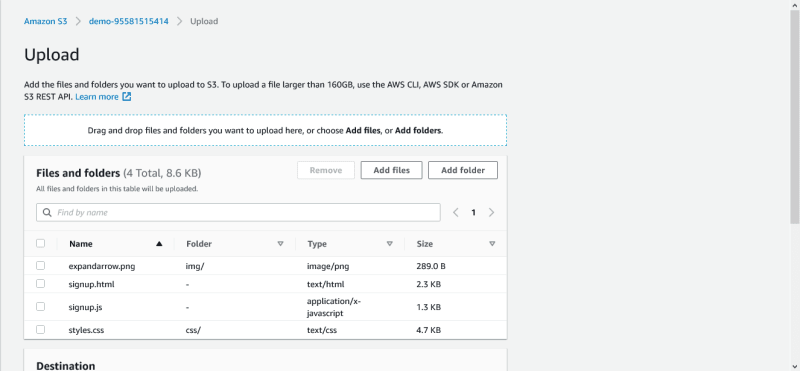 Amazon S3 > demo-95581515414 > Upload
Upload
Add the files and folders you want to upload to S3. To upload a file larger than 160GB, use the AWS CLI, AWS SDK or Amazon
S3 REST API. Learn more
Drag and drop files and folders you want to upload here, or choose Add files, or Add folders.
Files and folders (4 Total, 8.6 KB)
Remove
Add files
Add folder
All files and folders in this table will be uploaded.
Find by name
< 1 >
Name Folder Type Size
expandarrow.png img/ image/png 289.0 B
signup.html - text/html 2.3 KB
signup.js - application/x-
javascript 1.3 KB
styles.css css/ text/css 4.7 KB
Destination